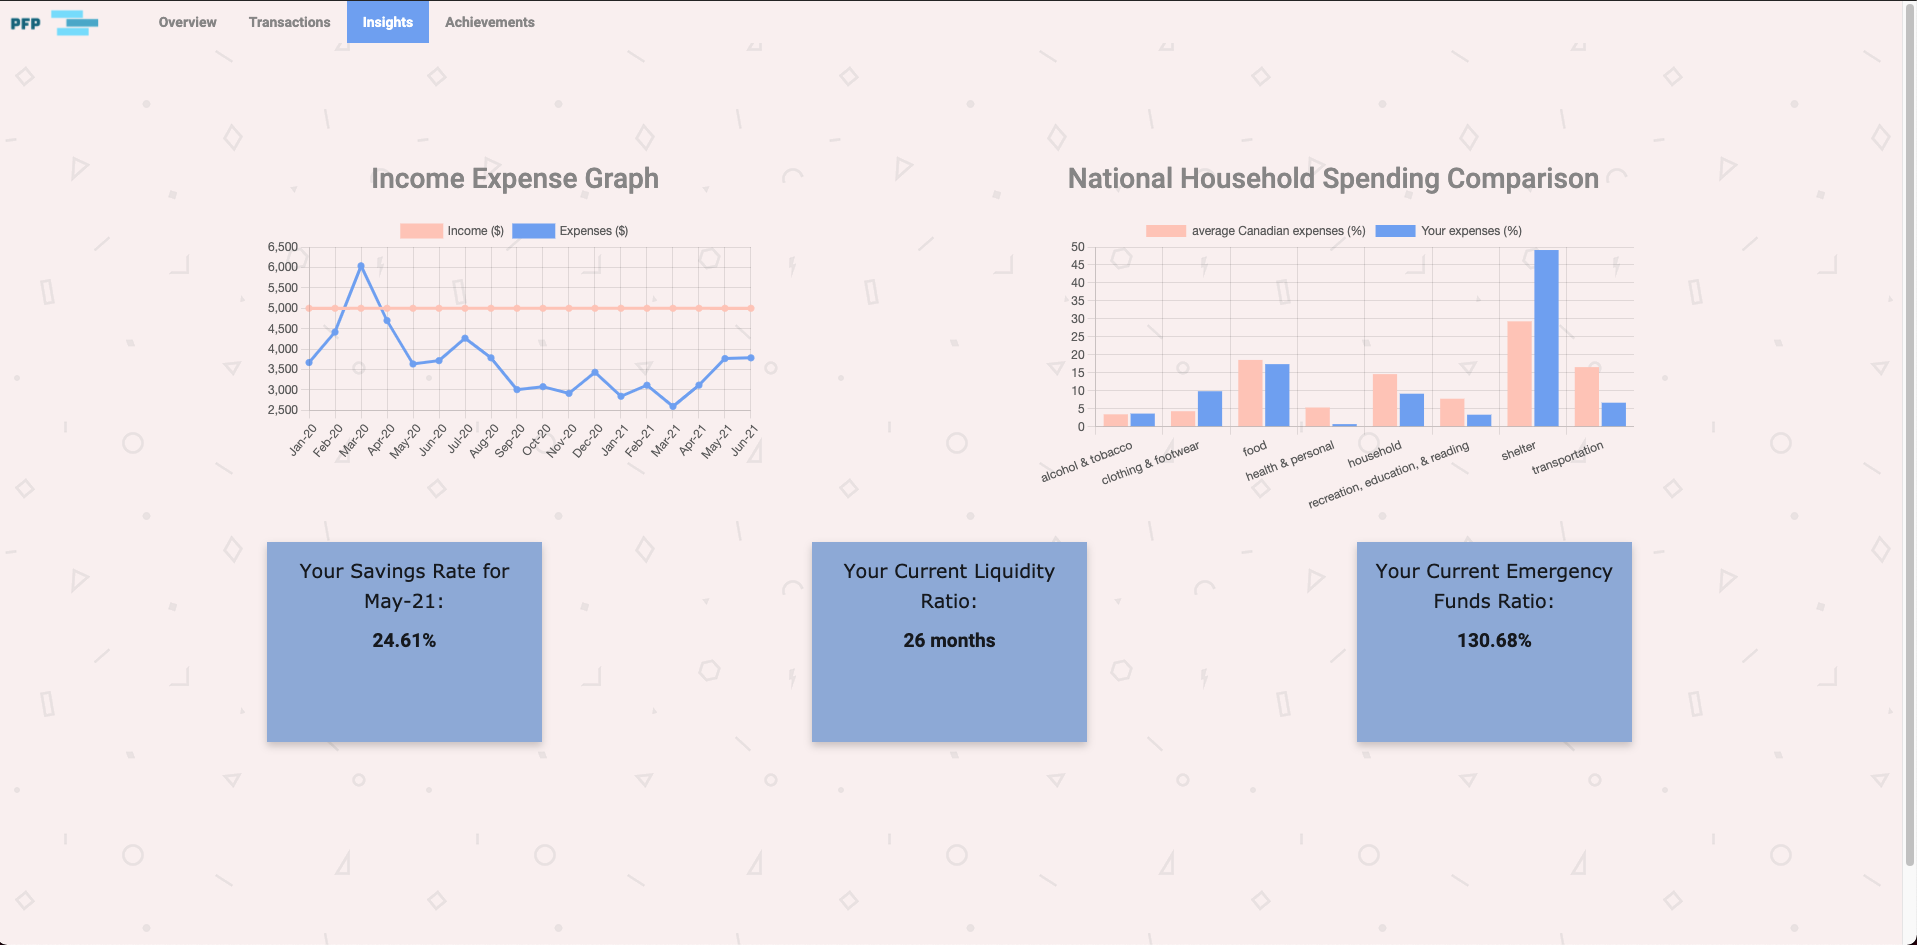 PFP
Overview
Transactions
Insights
Achievements
Income Expense Graph
Income ($)
Expenses ($)
6,500
6,000
5,500
5,000
4,500
4,000
3,500
3,000
2,500
Jan-20
Feb-20
Mar-20
Apr-20
May-20
Jun-20
Jul-20
Aug-20
Sep-20
Oct-20
Nov-20
Dec-20
Jan-21
Feb-21
Mar-21
Apr-21
May-21
Jun-21
National Household Spending Comparison
average Canadian expenses (%)
Your expenses (%)
50
45
40
35
30
25
20
15
10
5
0
alcohol & tobacco
clothing & footwear
food
health & personal
household
recreation, education, & reading
shelter
transportation
Your Savings Rate for
May-21:
24.61%
Your Current Liquidity
Ratio:
26 months
Your Current Emergency
Funds Ratio:
130.68%